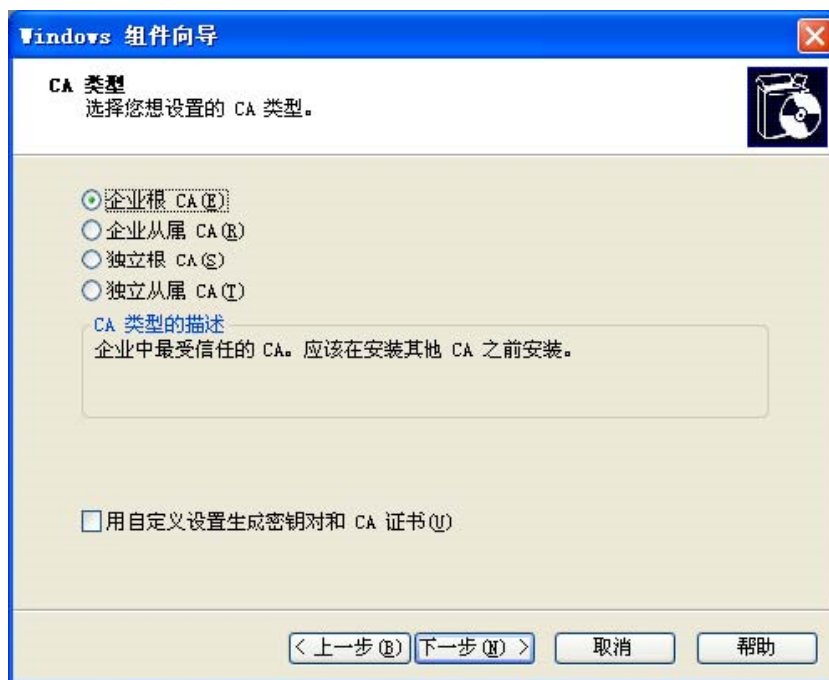 Windows 组件向导
CA 类型
选择您想设置的 CA 类型。
企业根 CA(E)
企业从属 CA(R)
独立根 CA(S)
独立从属 CA(T)
CA 类型的描述
企业中最受信任的 CA。应该在安装其他 CA 之前安装。
用自定义设置生成密钥对和 CA 证书(U)
< 上一步(B) 下一步(N) > 取消 帮助